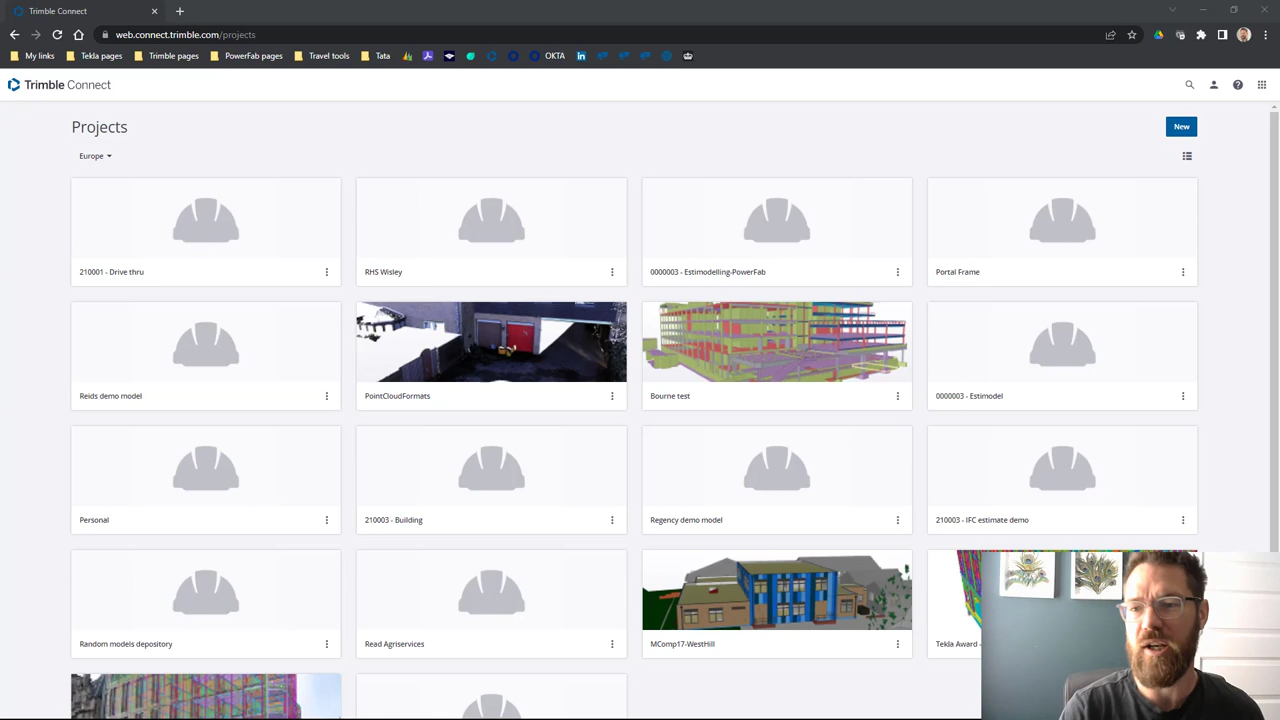 Trimble Connect
web.connect.trimble.com/projects
My links
Tekla pages
Trimble pages
PowerFab pages
Travel tools
Tata
OKTA
Trimble Connect
Projects
New
Europe
210001 - Drive thru
RHS Wisley
0000003 - Estimodelling-PowerFab
Portal Frame
Reids demo model
PointCloudFormats
Bourne test
0000003 - Estimodel
Personal
210003 - Building
Regency demo model
210003 - IFC estimate demo
Random models depository
Read Agriservices
MComp17-WestHill
Tekla Award -